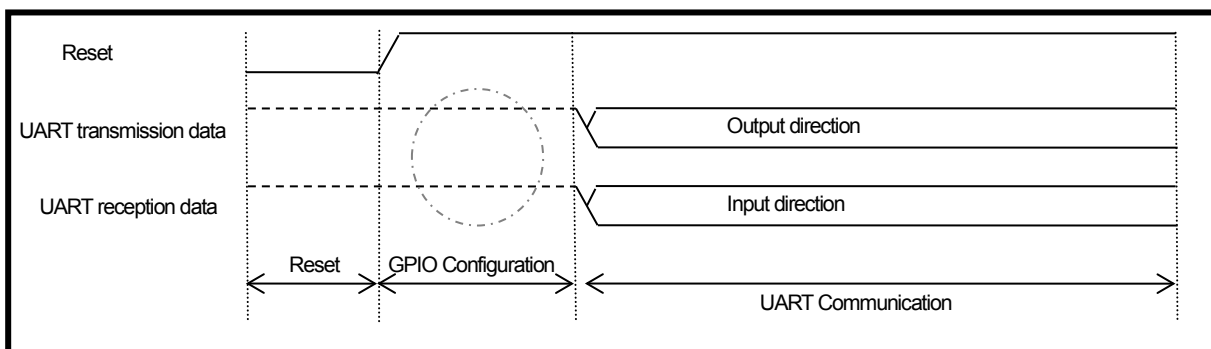 Reset
UART transmission data
Output direction
UART reception data
Input direction
Reset
GPIO Configuration
UART Communication